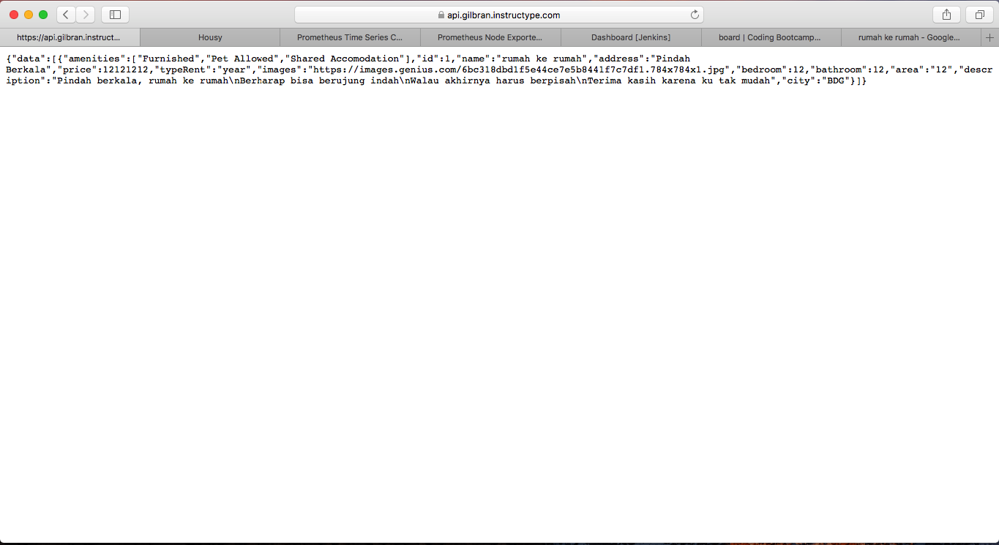 api.gilbran.instructype.com
https://api.gilbran.instruct...
Housy
Prometheus Time Series C...
Prometheus Node Exporte...
Dashboard [Jenkins]
board | Coding Bootcamp...
rumah ke rumah - Google...
{"data":[{"amenities":["Furnished","Pet Allowed","Shared Accomodation"],"id":1,"name":"rumah ke rumah","address":"Pindah
Berkala","price":12121212,"typeRent":"year","images":"https://images.genius.com/6bc318dbd1f5e44ce7e5b8441f7c7df1.784x784x1.jpg","bedroom":12,"bathroom":12,"area":"12","descr
iption":"Pindah berkala, rumah ke rumah\nBerharap bisa berujung indah\nWalau akhirnya harus berpisah\nTerima kasih karena ku tak mudah","city":"BDG"}]}